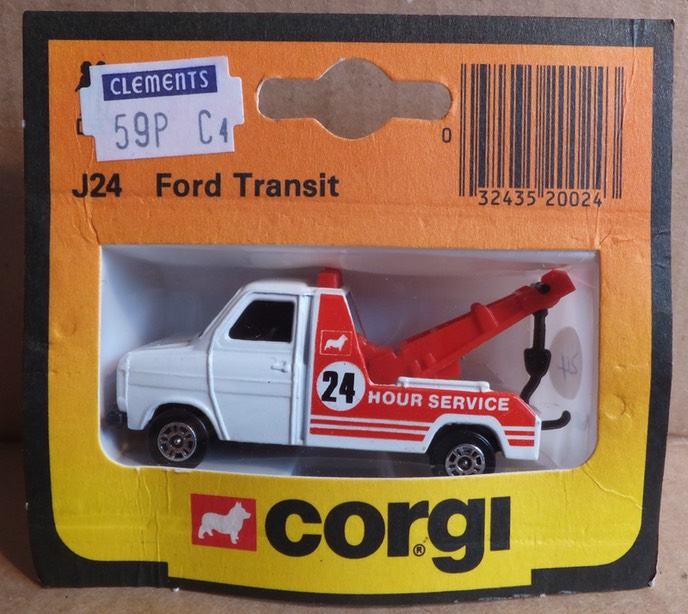 CLEMENTS
59P C4
J24 Ford Transit
0
32435 20024
24
HOUR SERVICE
corgi®